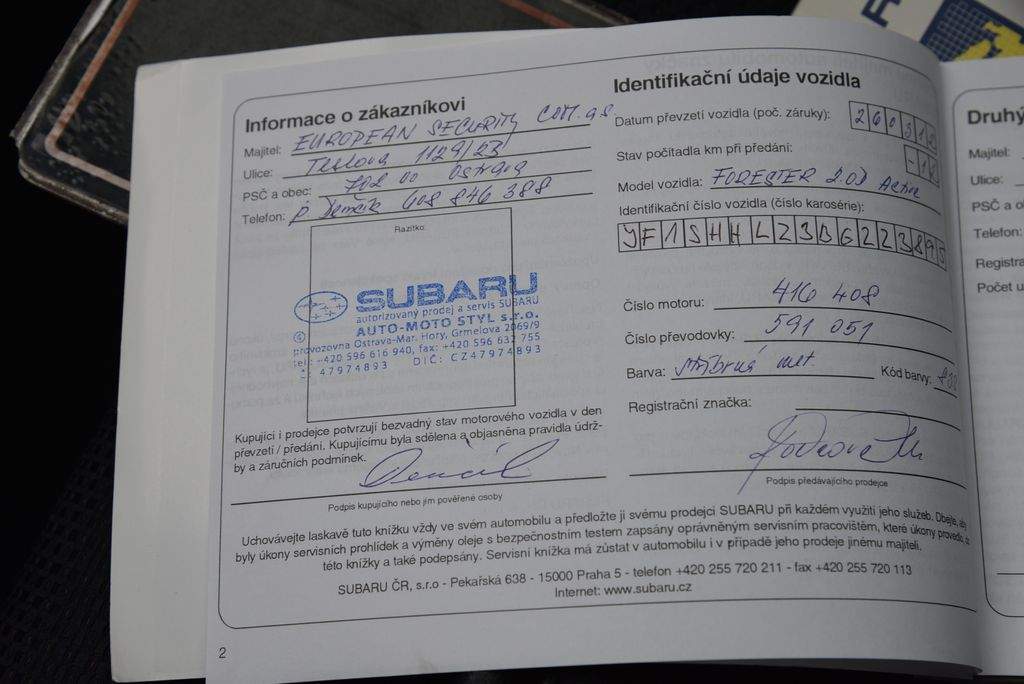 Informace o zákazníkovi
Majitel: EUROPEAN SECURITY COM. a.s
Ulice: 1129/23
PSČ a obec: 702 00 Ostrava
Telefon: p. 608 846 388
Razítko:
SUBARU
autorizovaný prodej a servis SUBARU
AUTO-MOTO STYL s.r.o.
provozovna Ostrava-Mar. Hory, Grmelova 2069/9
tel.: +420 596 616 940, fax: +420 596 632 755
47974893 DIČ: CZ47974893
Kupující i prodejce potvrzují bezvadný stav motorového vozidla v den
převzetí / předání. Kupujícímu byla sdělena a objasněna pravidla údrž-
by a záručních podmínek.
Podpis kupujícího nebo jím pověřené osoby
Identifikační údaje vozidla
Datum převzetí vozidla (poč. záruky): 260312
Stav počítadla km při předání:
Model vozidla: FORESTER 2.0D Active
Identifikační číslo vozidla (číslo karosérie):
JF1SHHLZ3BG223895
Číslo motoru: 416 408
Číslo převodovky: 591 051
Barva: stříbrná met. Kód barvy:
Registrační značka:
Podpis předávajícího prodejce
Uchovávejte laskavě tuto knížku vždy ve svém automobilu a předložte ji svému prodejci SUBARU při každém využití jeho služeb. Dbejte, aby
byly úkony servisních prohlídek a výměny oleje s bezpečnostním testem zapsány oprávněným servisním pracovištěm, které úkony provedlo, do
této knížky a také podepsány. Servisní knížka má zůstat v automobilu i v případě jeho prodeje jinému majiteli.
SUBARU ČR, s.r.o - Pekařská 638 - 15000 Praha 5 - telefon +420 255 720 211 - fax +420 255 720 113
Internet: www.subaru.cz
2
Druhý
Majitel:
Ulice:
PSČ a o
Telefon:
Registra
Počet u